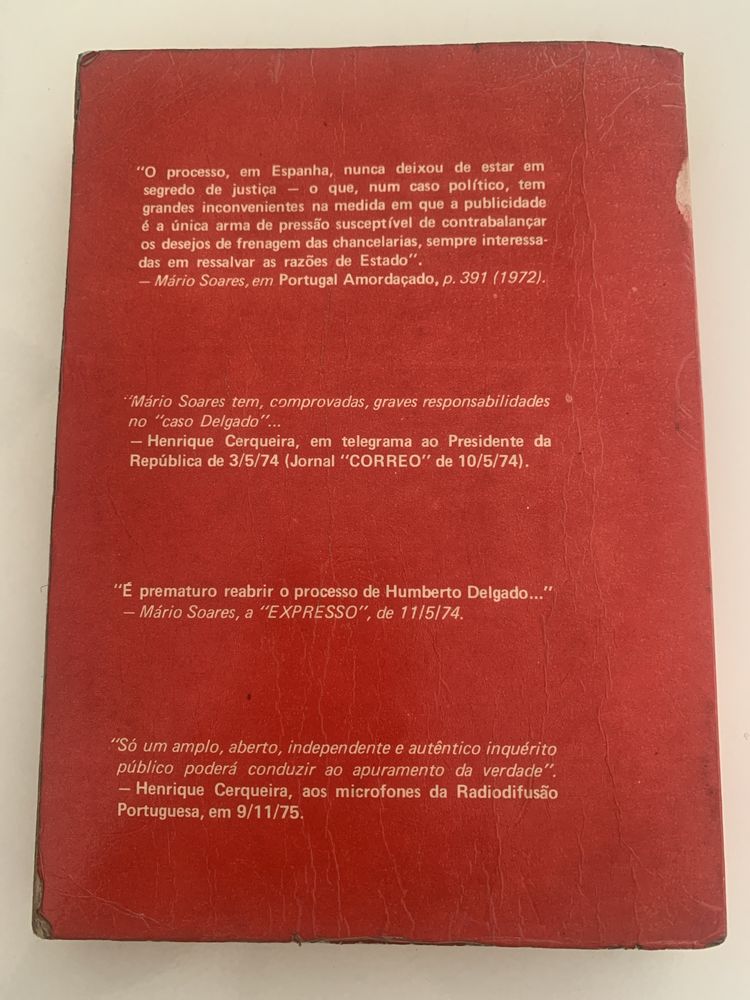 "O processo, em Espanha, nunca deixou de estar em
segredo de justiça — o que, num caso político, tem
grandes inconvenientes na medida em que a publicidade
é a única arma de pressão susceptível de contrabalançar
os desejos de frenagem das chancelarias, sempre interessa-
das em ressalvar as razões de Estado".
— Mário Soares, em Portugal Amordaçado, p. 391 (1972).
"Mário Soares tem, comprovadas, graves responsabilidades
no "caso Delgado"...
— Henrique Cerqueira, em telegrama ao Presidente da
República de 3/5/74 (Jornal "CORREO" de 10/5/74).
"É prematuro reabrir o processo de Humberto Delgado..."
— Mário Soares, a "EXPRESSO", de 11/5/74.
"Só um amplo, aberto, independente e autêntico inquérito
público poderá conduzir ao apuramento da verdade".
— Henrique Cerqueira, aos microfones da Radiodifusão
Portuguesa, em 9/11/75.